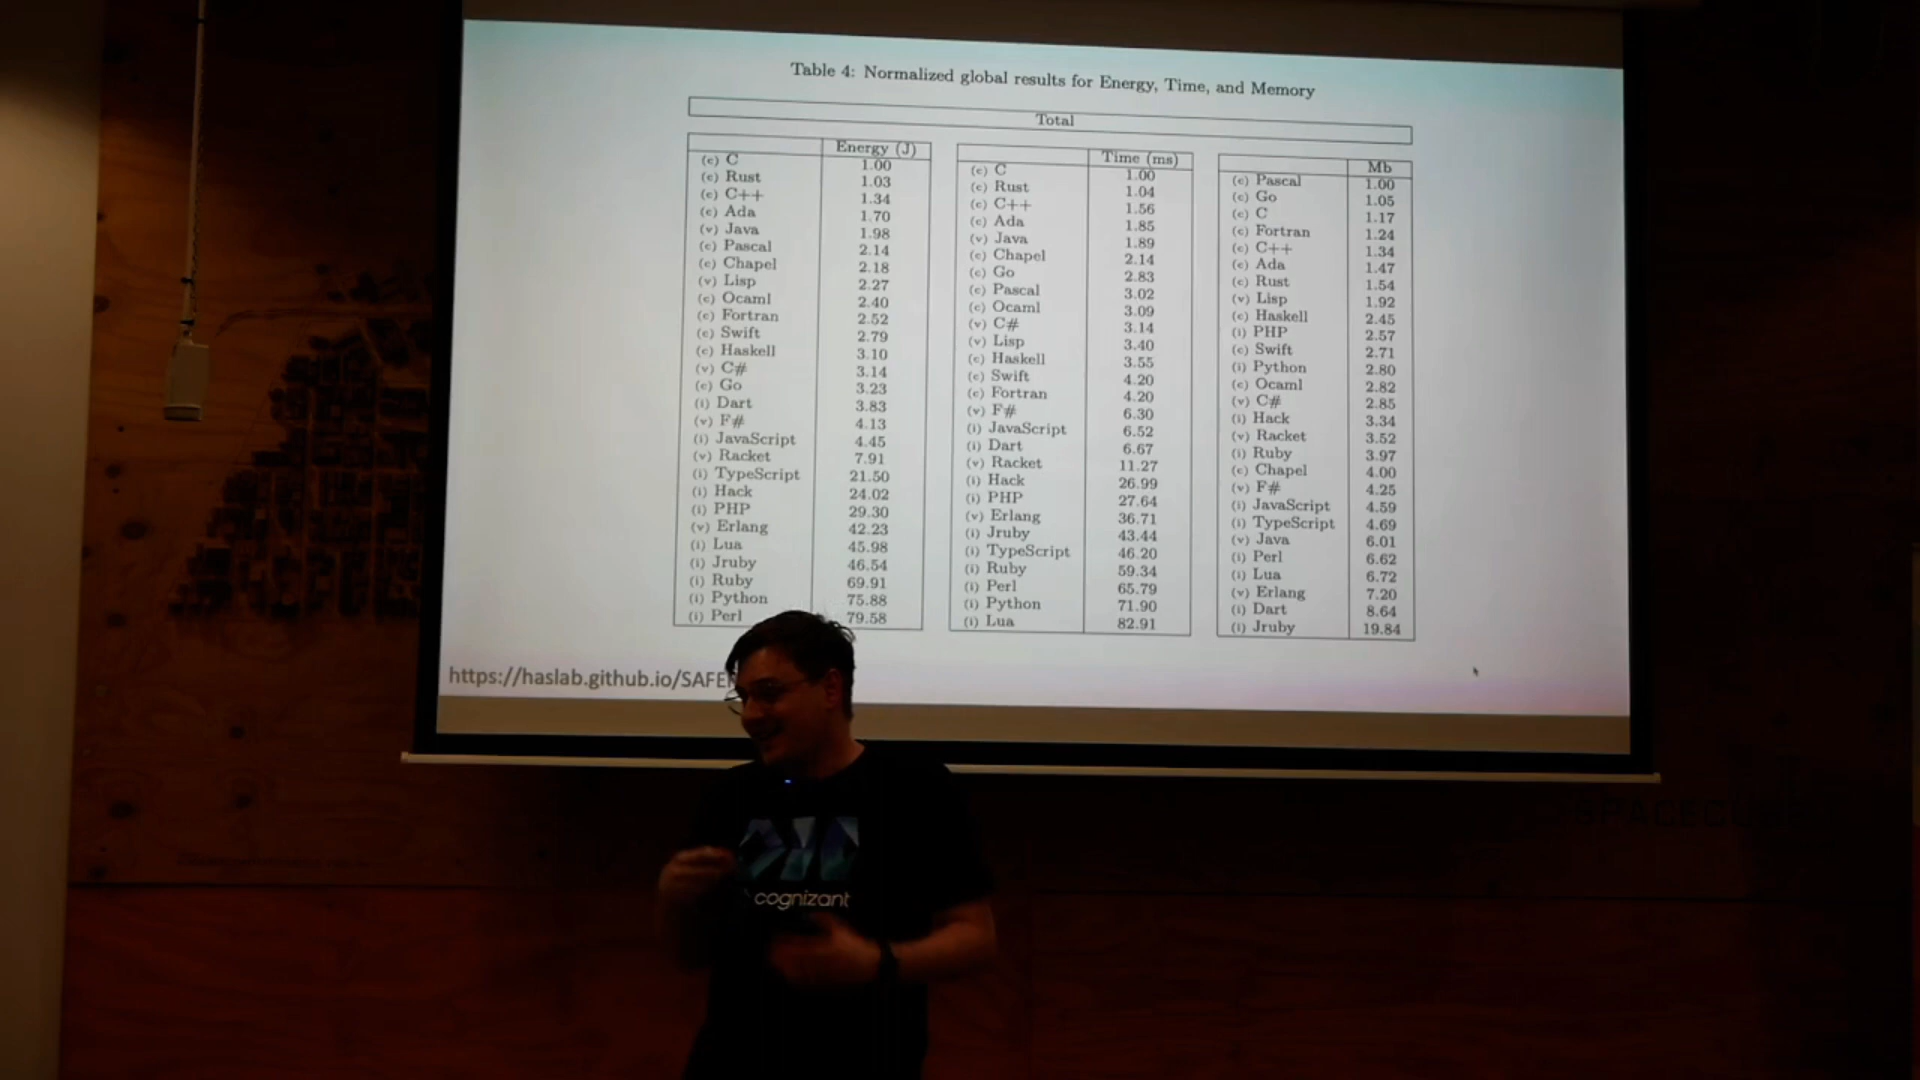 Table 4: Normalized global results for Energy, Time, and Memory
Total
Energy (J)
(c) C 1.00
(c) Rust 1.03
(c) C++ 1.34
(c) Ada 1.70
(v) Java 1.98
(c) Pascal 2.14
(c) Chapel 2.18
(v) Lisp 2.27
(c) Ocaml 2.40
(c) Fortran 2.52
(c) Swift 2.79
(c) Haskell 3.10
(v) C# 3.14
(c) Go 3.23
(i) Dart 3.83
(v) F# 4.13
(i) JavaScript 4.45
(v) Racket 7.91
(i) TypeScript 21.50
(i) Hack 24.02
(i) PHP 29.30
(v) Erlang 42.23
(i) Lua 45.98
(i) Jruby 46.54
(i) Ruby 69.91
(i) Python 75.88
(i) Perl 79.58
Time (ms)
(c) C 1.00
(c) Rust 1.04
(c) C++ 1.56
(c) Ada 1.85
(v) Java 1.89
(c) Chapel 2.14
(c) Go 2.83
(c) Pascal 3.02
(c) Ocaml 3.09
(v) C# 3.14
(v) Lisp 3.40
(c) Haskell 3.55
(c) Swift 4.20
(c) Fortran 4.20
(v) F# 6.30
(i) JavaScript 6.52
(i) Dart 6.67
(v) Racket 11.27
(i) Hack 26.99
(i) PHP 27.64
(v) Erlang 36.71
(i) Jruby 43.44
(i) TypeScript 46.20
(i) Ruby 59.34
(i) Perl 65.79
(i) Python 71.90
(i) Lua 82.91
Mb
(c) Pascal 1.00
(c) Go 1.05
(c) C 1.17
(c) Fortran 1.24
(c) C++ 1.34
(c) Ada 1.47
(c) Rust 1.54
(v) Lisp 1.92
(c) Haskell 2.45
(i) PHP 2.57
(c) Swift 2.71
(i) Python 2.80
(c) Ocaml 2.82
(v) C# 2.85
(i) Hack 3.34
(v) Racket 3.52
(i) Ruby 3.97
(c) Chapel 4.00
(v) F# 4.25
(i) JavaScript 4.59
(i) TypeScript 4.69
(v) Java 6.01
(i) Perl 6.62
(i) Lua 6.72
(v) Erlang 7.20
(i) Dart 8.64
(i) Jruby 19.84
https://haslab.github.io/SAFE
cognizant